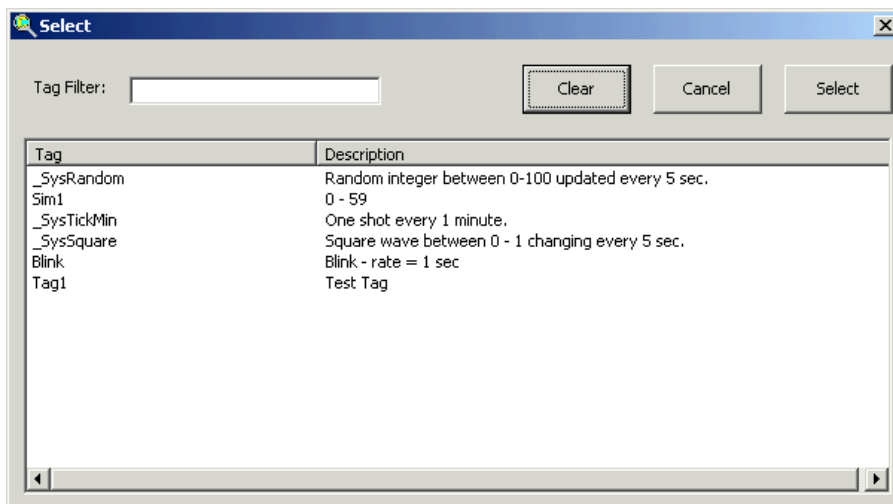 Select
Tag Filter: Clear Cancel Select
Tag Description
_SysRandom Random integer between 0-100 updated every 5 sec.
Sim1 0 - 59
_SysTickMin One shot every 1 minute.
_SysSquare Square wave between 0 - 1 changing every 5 sec.
Blink Blink - rate = 1 sec
Tag1 Test Tag